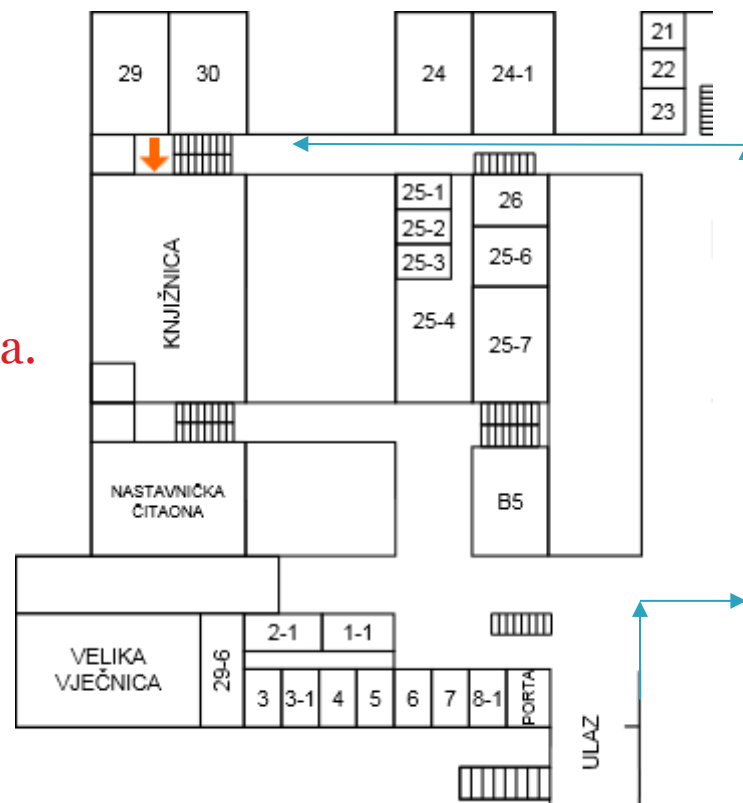 29
30
24
24-1
21
22
23
25-1
26
25-2
25-3
25-6
KNJIŽNICA
25-4
25-7
a.
NASTAVNIČKA
ČITAONA
B5
2-1
1-1
VELIKA
VJEČNICA
29-6
3
3-1
4
5
6
7
8-1
PORTA
ULAZ